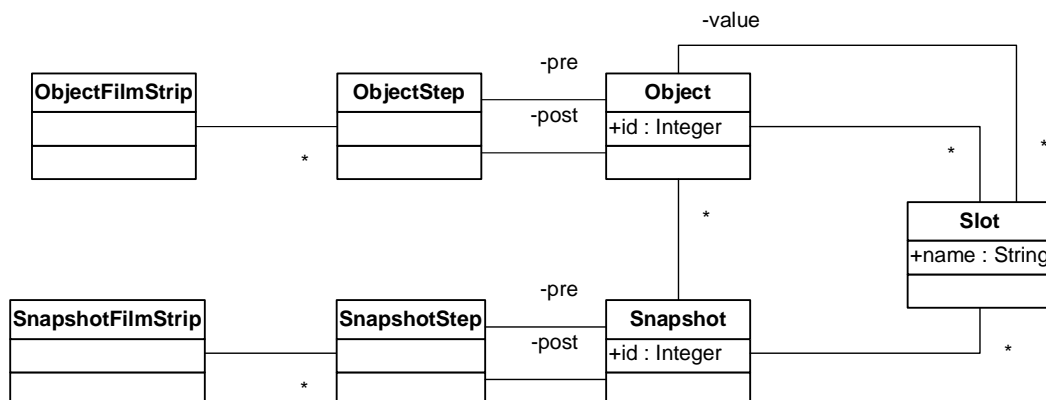 -value
-pre
ObjectFilmStrip
ObjectStep
Object
-post
+id : Integer
*
*
*
*
Slot
+name : String
-pre
SnapshotFilmStrip
SnapshotStep
Snapshot
-post
+id : Integer
*
*